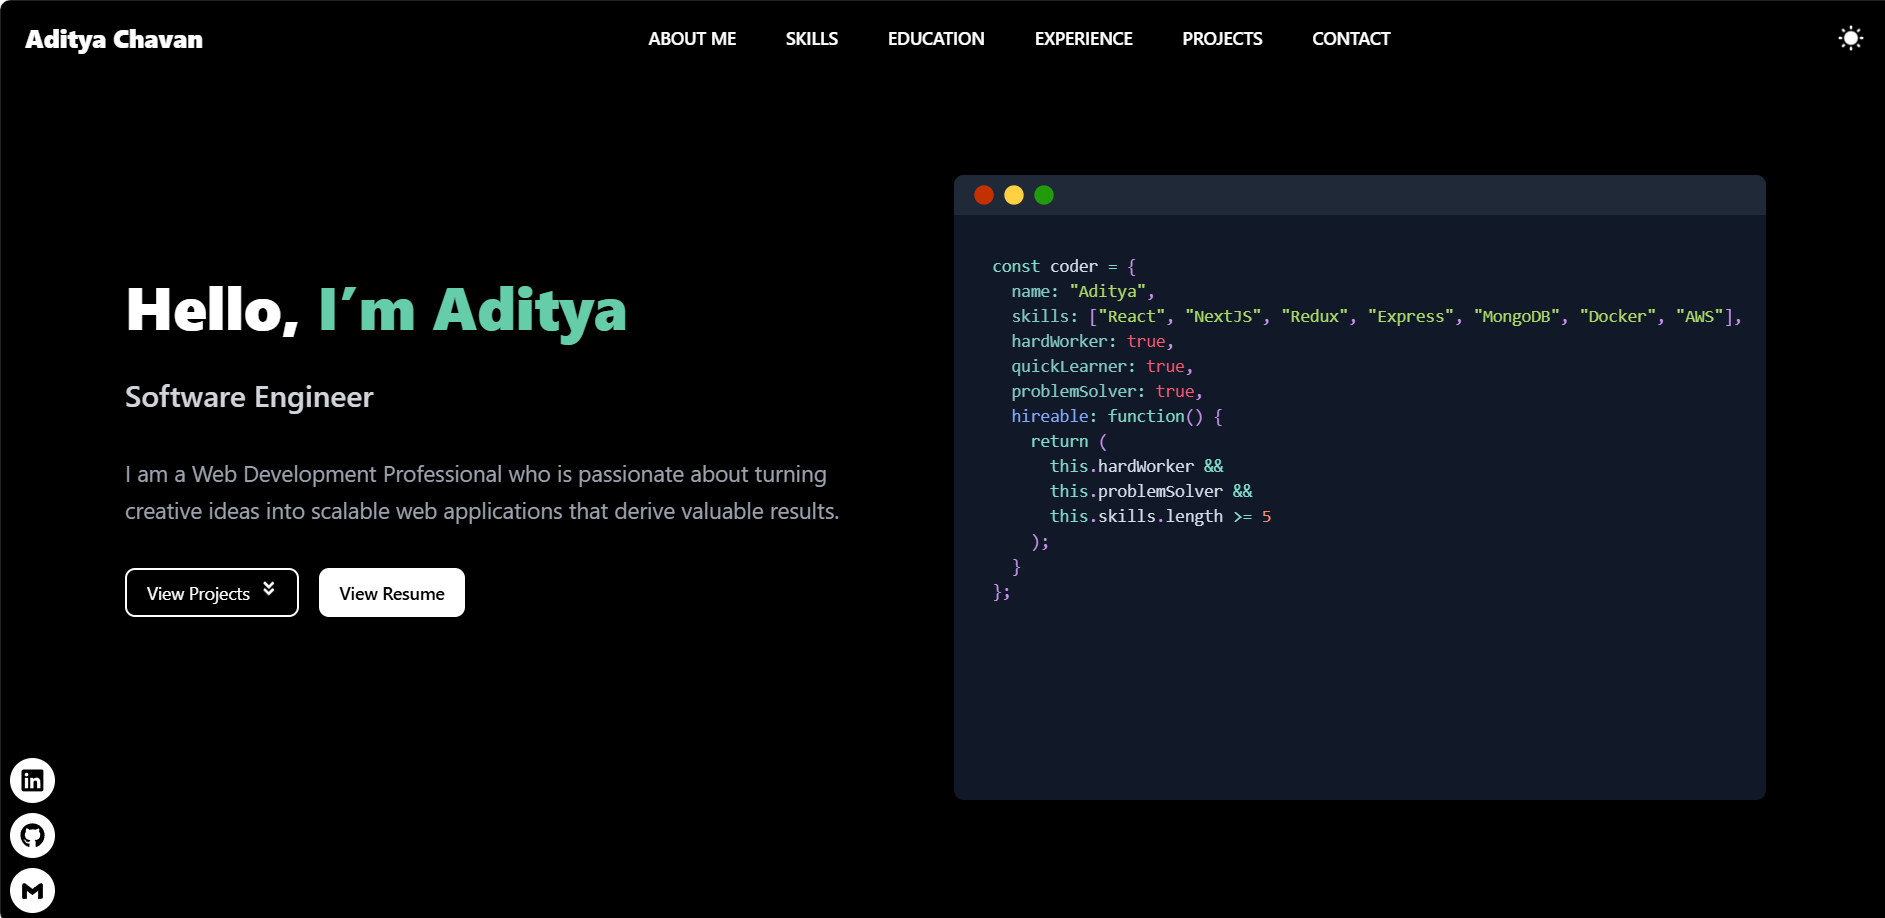 Aditya Chavan
ABOUT ME
SKILLS
EDUCATION
EXPERIENCE
PROJECTS
CONTACT
Hello, I’m Aditya
Software Engineer
I am a Web Development Professional who is passionate about turning
creative ideas into scalable web applications that derive valuable results.
View Projects
View Resume
const coder = {
  name: "Aditya",
  skills: ["React", "NextJS", "Redux", "Express", "MongoDB", "Docker", "AWS"],
  hardWorker: true,
  quickLearner: true,
  problemSolver: true,
  hireable: function() {
    return (
      this.hardWorker &&
      this.problemSolver &&
      this.skills.length >= 5
    );
  }
};
in
M